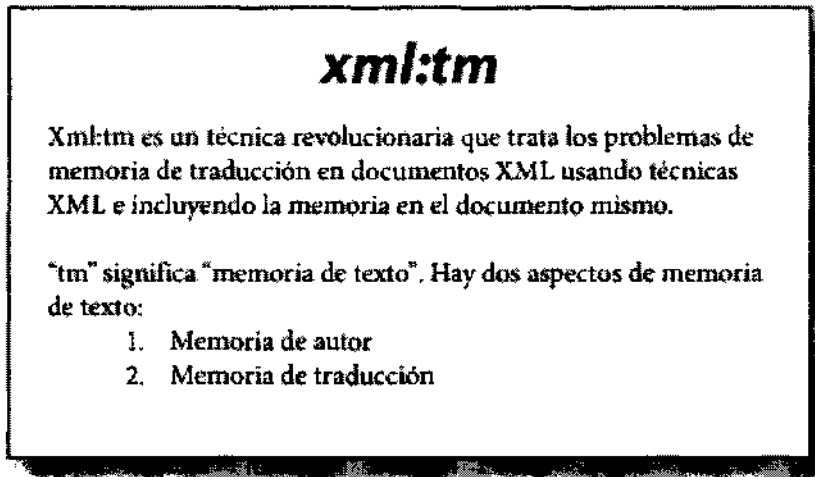 xml:tm
Xml:tm es un técnica revolucionaria que trata los problemas de
memoria de traducción en documentos XML usando técnicas
XML e incluyendo la memoria en el documento mismo.
"tm" significa "memoria de texto". Hay dos aspectos de memoria
de texto:
1. Memoria de autor
2. Memoria de traducción